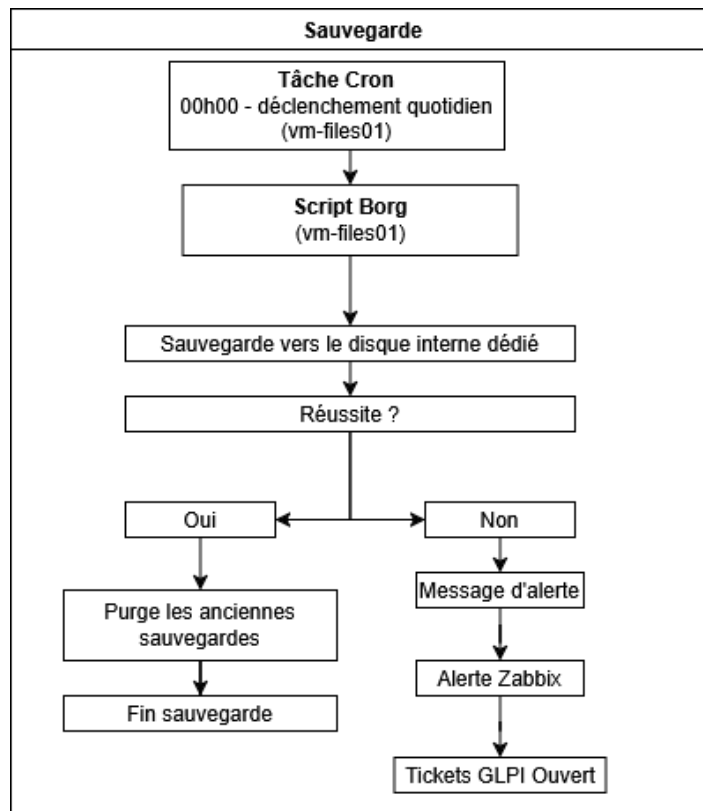 Sauvegarde
Tâche Cron
00h00 - déclenchement quotidien
(vm-files01)
Script Borg
(vm-files01)
Sauvegarde vers le disque interne dédié
Réussite ?
Oui
Non
Message d'alerte
Purge les anciennes
sauvegardes
Alerte Zabbix
Fin sauvegarde
Tickets GLPI Ouvert